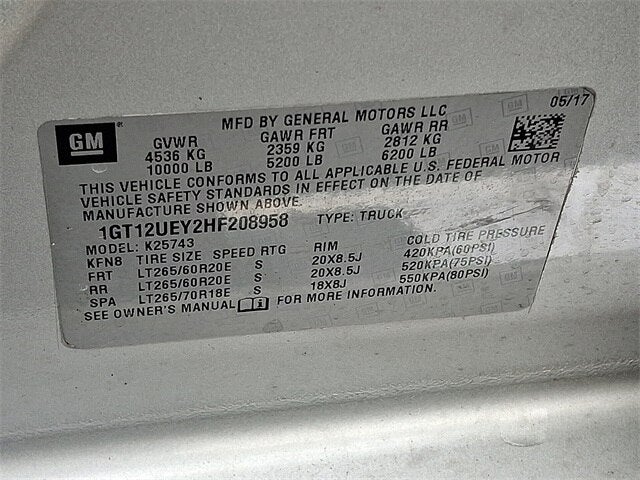 GM
MFD BY GENERAL MOTORS LLC 05/17
GVWR GAWR FRT GAWR RR
4536 KG 2359 KG 2812 KG
10000 LB 5200 LB 6200 LB
THIS VEHICLE CONFORMS TO ALL APPLICABLE U.S. FEDERAL MOTOR
VEHICLE SAFETY STANDARDS IN EFFECT ON THE DATE OF
MANUFACTURE SHOWN ABOVE.
1GT12UEY2HF208958 TYPE: TRUCK
MODEL: K25743
KFN8 TIRE SIZE SPEED RTG RIM COLD TIRE PRESSURE
FRT LT265/60R20E S 20X8.5J 420KPA(60PSI)
RR LT265/60R20E S 20X8.5J 520KPA(75PSI)
SPA LT265/70R18E S 18X8J 550KPA(80PSI)
SEE OWNER'S MANUAL FOR MORE INFORMATION.